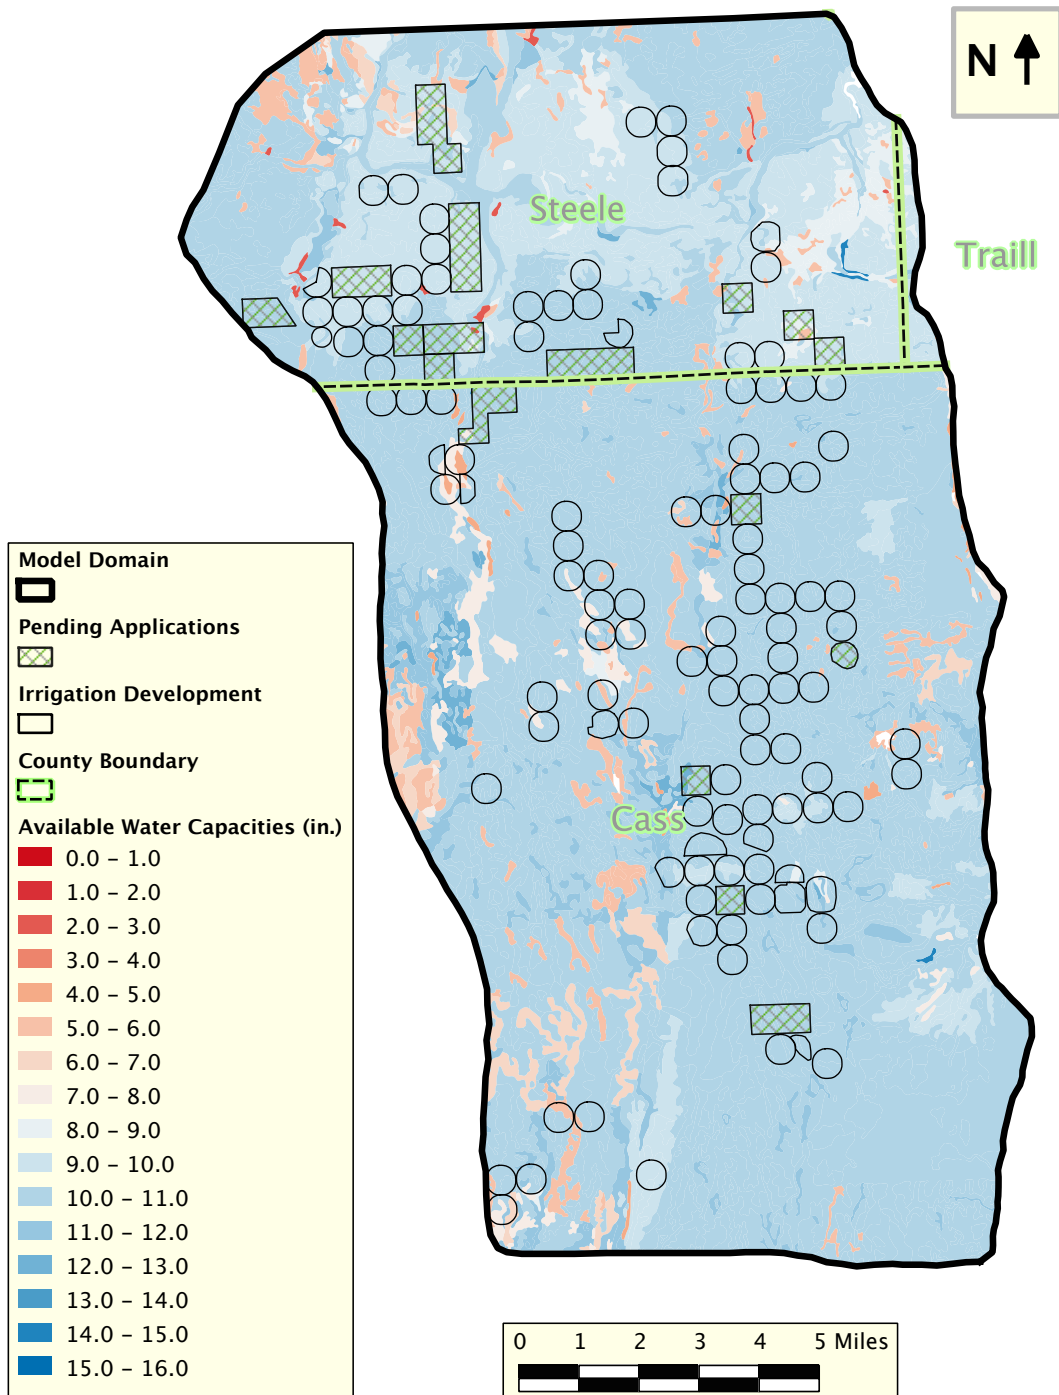 N
Steele
Traill
Cass
Model Domain
Pending Applications
Irrigation Development
County Boundary
Available Water Capacities (in.)
0.0 – 1.0
1.0 – 2.0
2.0 – 3.0
3.0 – 4.0
4.0 – 5.0
5.0 – 6.0
6.0 – 7.0
7.0 – 8.0
8.0 – 9.0
9.0 – 10.0
10.0 – 11.0
11.0 – 12.0
12.0 – 13.0
13.0 – 14.0
14.0 – 15.0
15.0 – 16.0
0 1 2 3 4 5 Miles